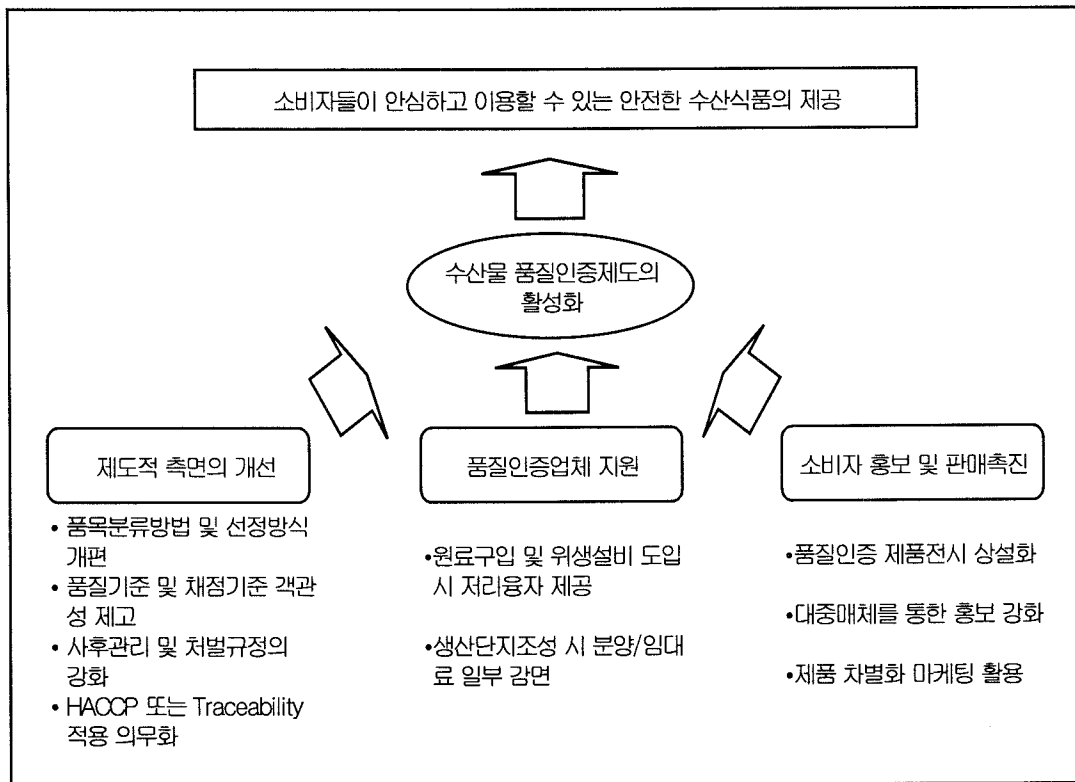 소비자들이 안심하고 이용할 수 있는 안전한 수산식품의 제공
수산물 품질인증제도의
활성화
제도적 측면의 개선
• 품목분류방법 및 선정방식
개편
• 품질기준 및 채점기준 객관
성 제고
• 사후관리 및 처벌규정의
강화
• HACCP 또는 Traceability
적용 의무화
품질인증업체 지원
•원료구입 및 위생설비 도입
시 저리융자 제공
•생산단지조성 시 분양/임대
료 일부 감면
소비자 홍보 및 판매촉진
•품질인증 제품전시 상설화
•대중매체를 통한 홍보 강화
•제품 차별화 마케팅 활용